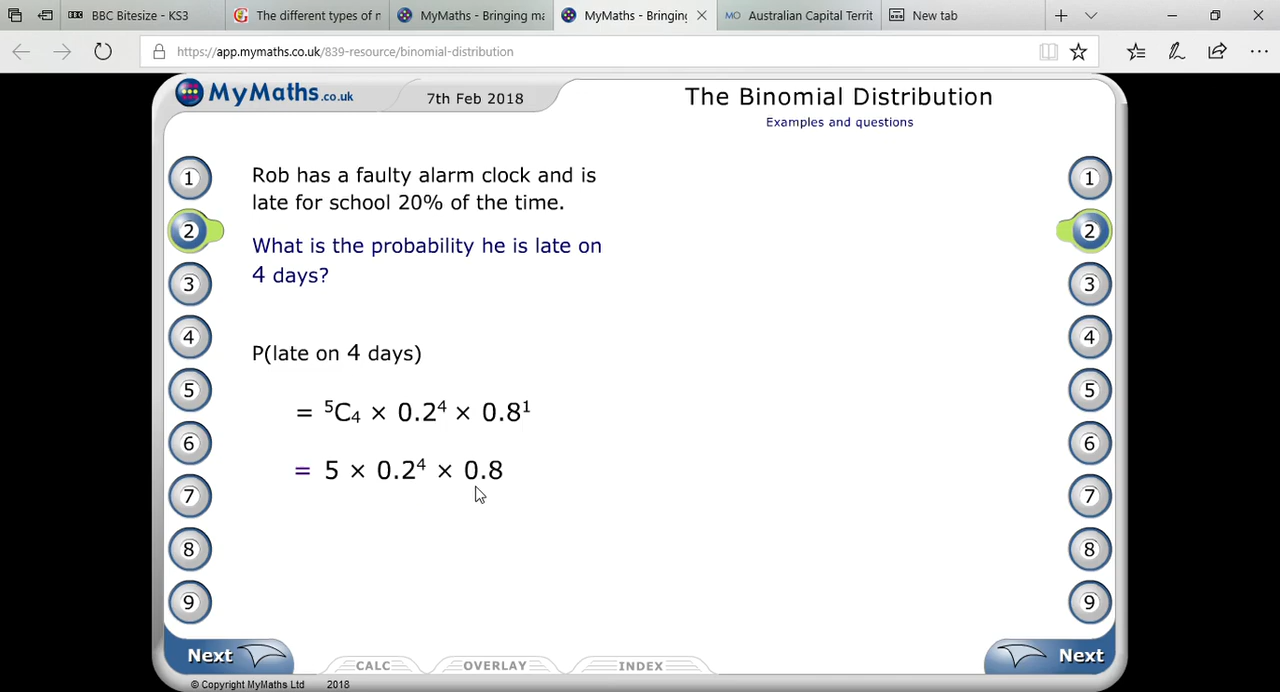 BBC Bitesize - KS3
The different types of n
MyMaths - Bringing ma
MyMaths - Bringing
MO Australian Capital Territ
New tab
https://app.mymaths.co.uk/839-resource/binomial-distribution
MyMaths.co.uk
7th Feb 2018
The Binomial Distribution
Examples and questions
Rob has a faulty alarm clock and is
late for school 20% of the time.
What is the probability he is late on
4 days?
P(late on 4 days)
= ⁵C₄ × 0.2⁴ × 0.8¹
= 5 × 0.2⁴ × 0.8
1
2
3
4
5
6
7
8
9
1
2
3
4
5
6
7
8
9
Next
CALC
OVERLAY
INDEX
Next
© Copyright MyMaths Ltd 2018